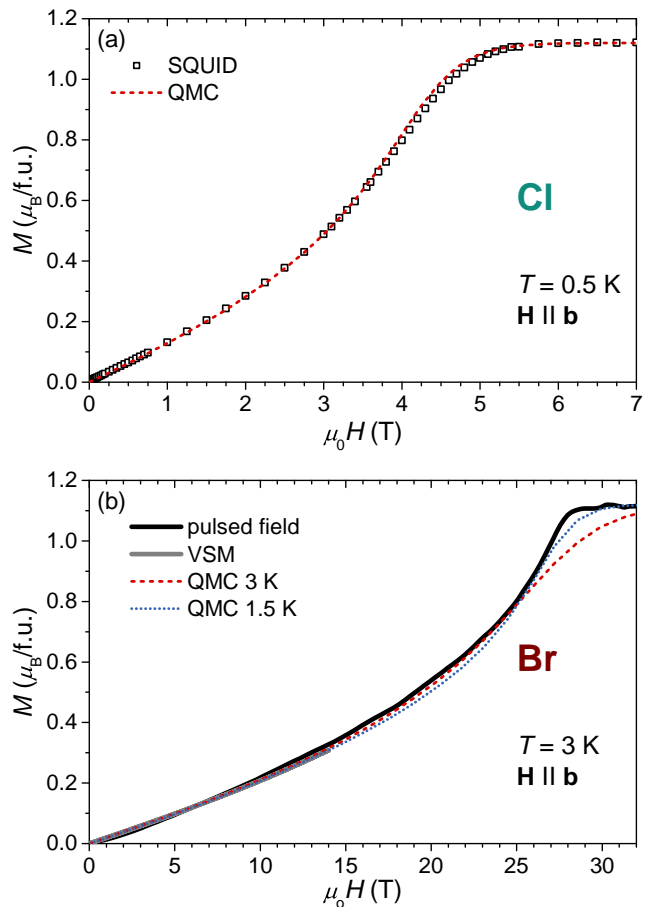 (a)
SQUID
QMC
M (μB/f.u.)
1.2
1.0
0.8
0.6
0.4
0.2
0.0
Cl
T = 0.5 K
H || b
0 1 2 3 4 5 6 7
μ0H (T)
(b)
pulsed field
VSM
QMC 3 K
QMC 1.5 K
M (μB/f.u.)
1.2
1.0
0.8
0.6
0.4
0.2
0.0
Br
T = 3 K
H || b
0 5 10 15 20 25 30
μoH (T)